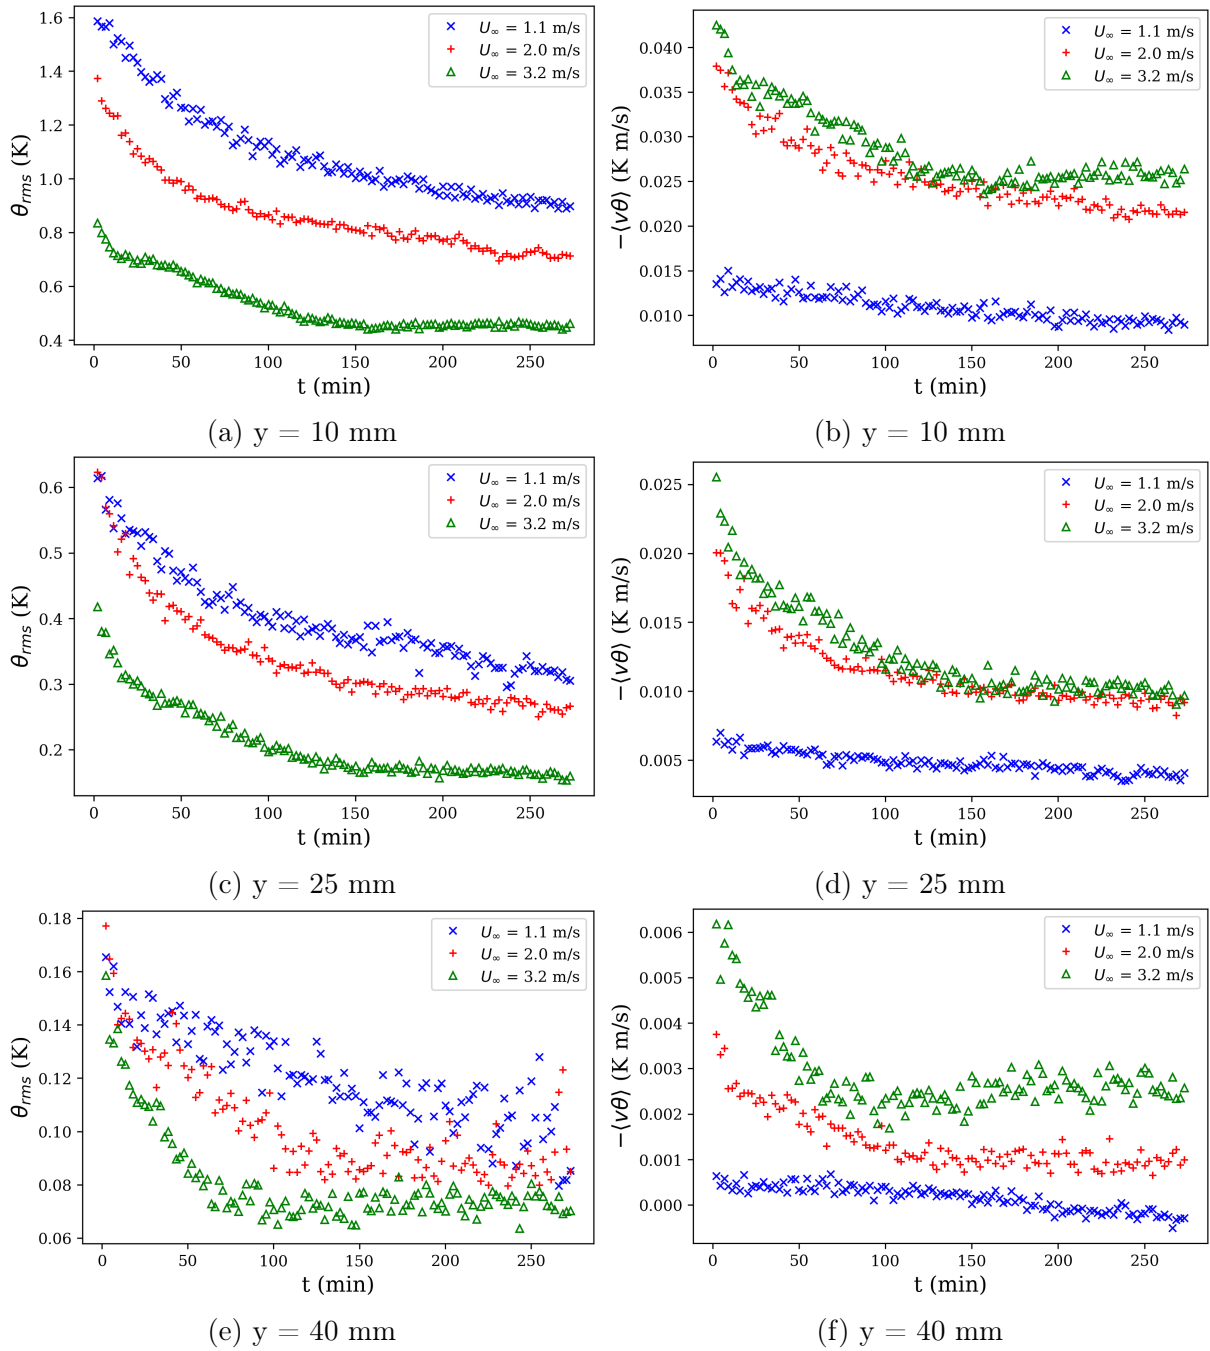 1.6
1.4
1.2
1.0
0.8
0.6
0.4
θrms (K)
U∞ = 1.1 m/s
U∞ = 2.0 m/s
U∞ = 3.2 m/s
0 50 100 150 200 250
t (min)
(a) y = 10 mm
0.040
0.035
0.030
0.025
0.020
0.015
0.010
−⟨vθ⟩ (K m/s)
U∞ = 1.1 m/s
U∞ = 2.0 m/s
U∞ = 3.2 m/s
0 50 100 150 200 250
t (min)
(b) y = 10 mm
0.6
0.5
0.4
0.3
0.2
θrms (K)
U∞ = 1.1 m/s
U∞ = 2.0 m/s
U∞ = 3.2 m/s
0 50 100 150 200 250
t (min)
(c) y = 25 mm
0.025
0.020
0.015
0.010
0.005
−⟨vθ⟩ (K m/s)
U∞ = 1.1 m/s
U∞ = 2.0 m/s
U∞ = 3.2 m/s
0 50 100 150 200 250
t (min)
(d) y = 25 mm
0.18
0.16
0.14
0.12
0.10
0.08
0.06
θrms (K)
U∞ = 1.1 m/s
U∞ = 2.0 m/s
U∞ = 3.2 m/s
0 50 100 150 200 250
t (min)
(e) y = 40 mm
0.006
0.005
0.004
0.003
0.002
0.001
0.000
−⟨vθ⟩ (K m/s)
U∞ = 1.1 m/s
U∞ = 2.0 m/s
U∞ = 3.2 m/s
0 50 100 150 200 250
t (min)
(f) y = 40 mm